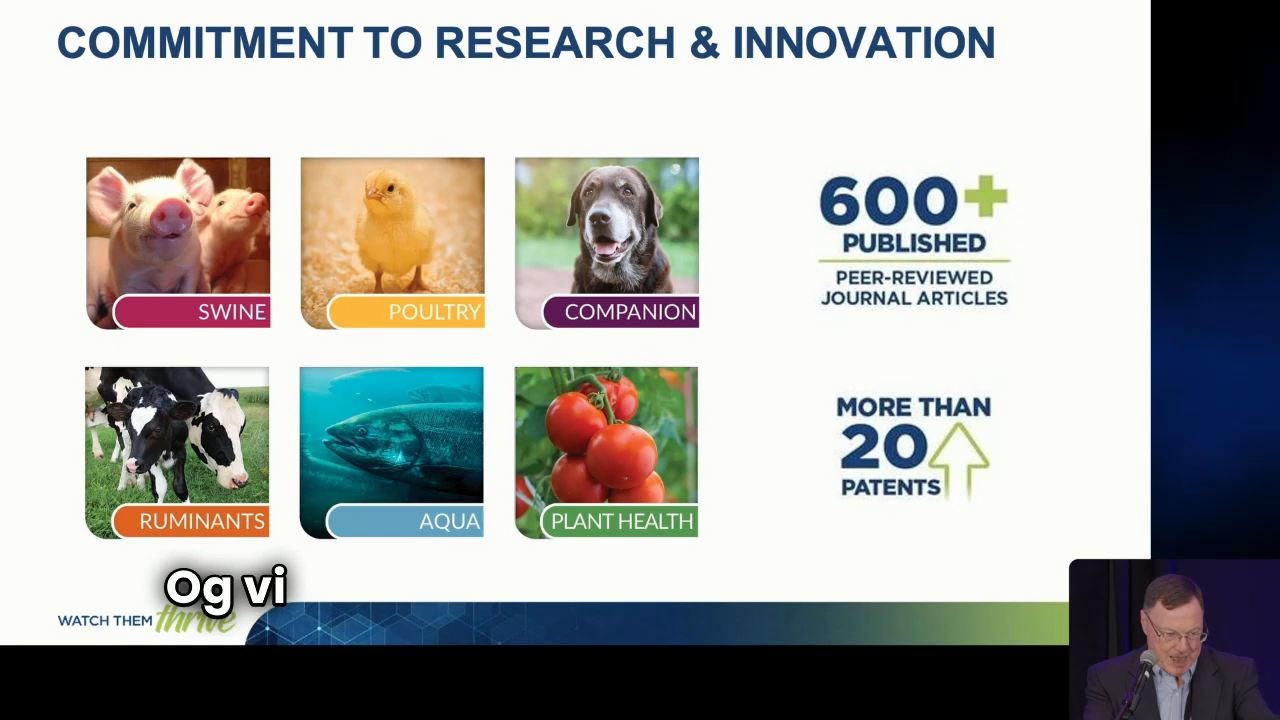 COMMITMENT TO RESEARCH & INNOVATION
SWINE
POULTRY
COMPANION
RUMINANTS
AQUA
PLANT HEALTH
600+
PUBLISHED
PEER-REVIEWED
JOURNAL ARTICLES
MORE THAN
20
PATENTS
Og vi
WATCH THEM thrive